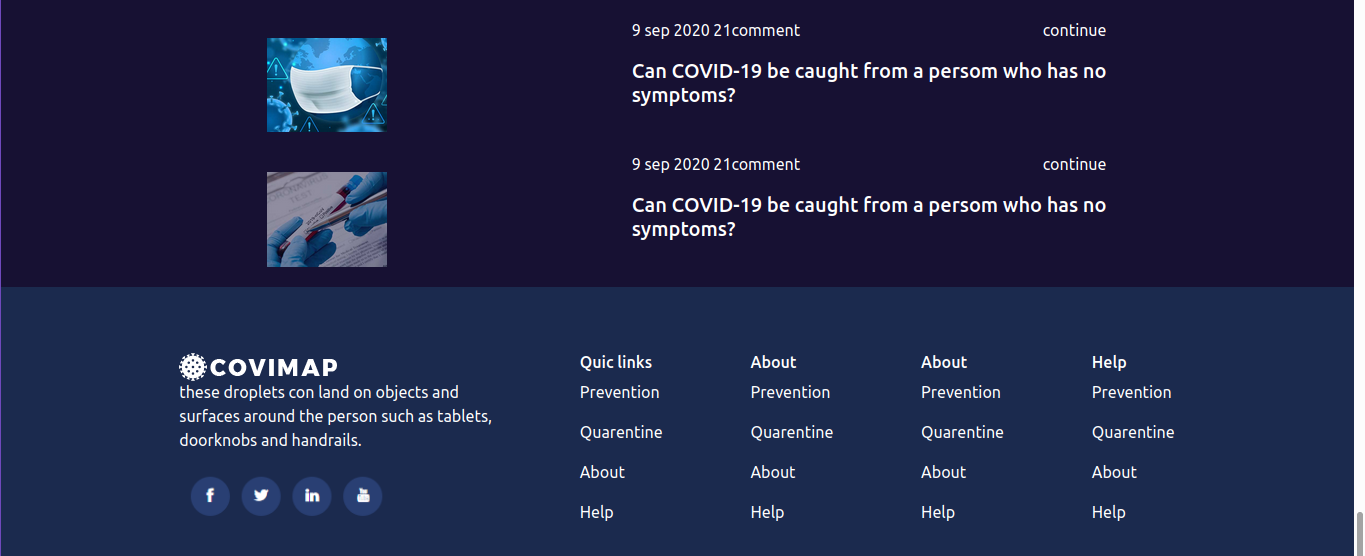 9 sep 2020 21comment continue
Can COVID-19 be caught from a persom who has no
symptoms?
9 sep 2020 21comment continue
Can COVID-19 be caught from a persom who has no
symptoms?
COVIMAP
these droplets con land on objects and
surfaces around the person such as tablets,
doorknobs and handrails.
Quic links
Prevention
Quarentine
About
Help
About
Prevention
Quarentine
About
Help
About
Prevention
Quarentine
About
Help
Help
Prevention
Quarentine
About
Help